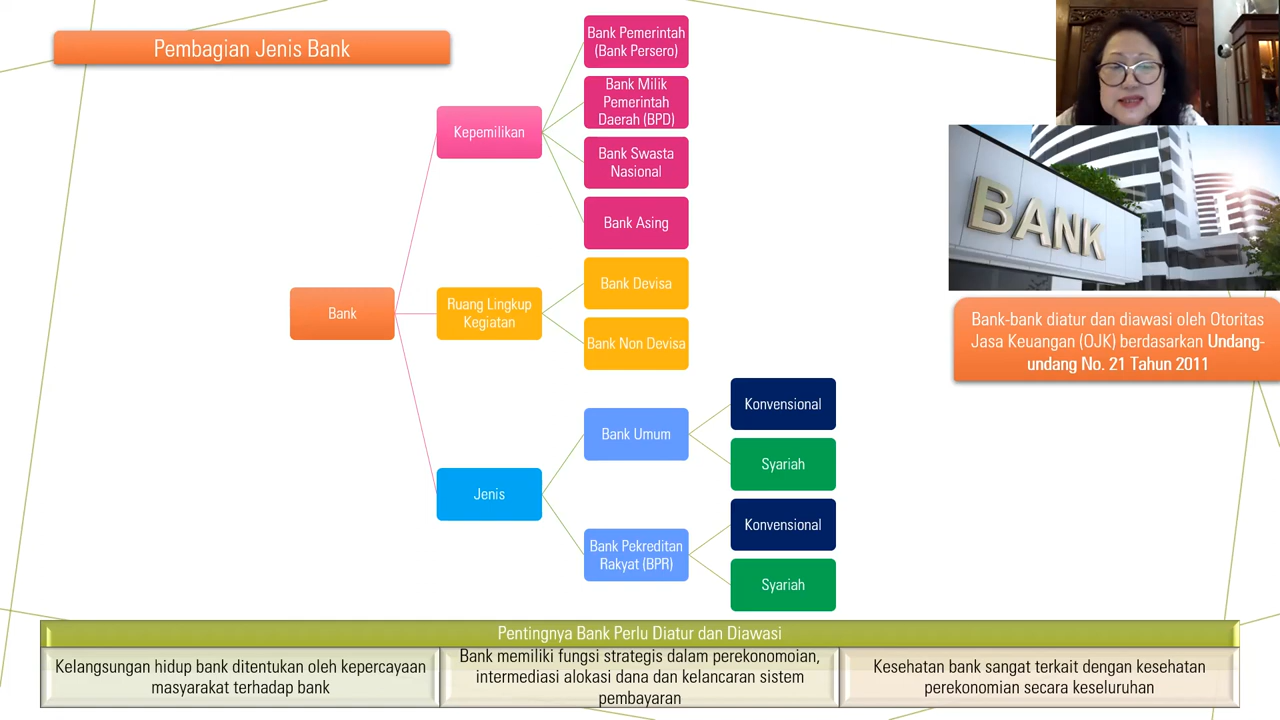 Pembagian Jenis Bank
Bank
Kepemilikan
Bank Pemerintah
(Bank Persero)
Bank Milik
Pemerintah
Daerah (BPD)
Bank Swasta
Nasional
Bank Asing
Ruang Lingkup
Kegiatan
Bank Devisa
Bank Non Devisa
Jenis
Bank Umum
Konvensional
Syariah
Bank Pekreditan
Rakyat (BPR)
Konvensional
Syariah
BANK
Bank-bank diatur dan diawasi oleh Otoritas
Jasa Keuangan (OJK) berdasarkan Undang-
undang No. 21 Tahun 2011
Pentingnya Bank Perlu Diatur dan Diawasi
Kelangsungan hidup bank ditentukan oleh kepercayaan
masyarakat terhadap bank
Bank memiliki fungsi strategis dalam perekonomoian,
intermediasi alokasi dana dan kelancaran sistem
pembayaran
Kesehatan bank sangat terkait dengan kesehatan
perekonomian secara keseluruhan